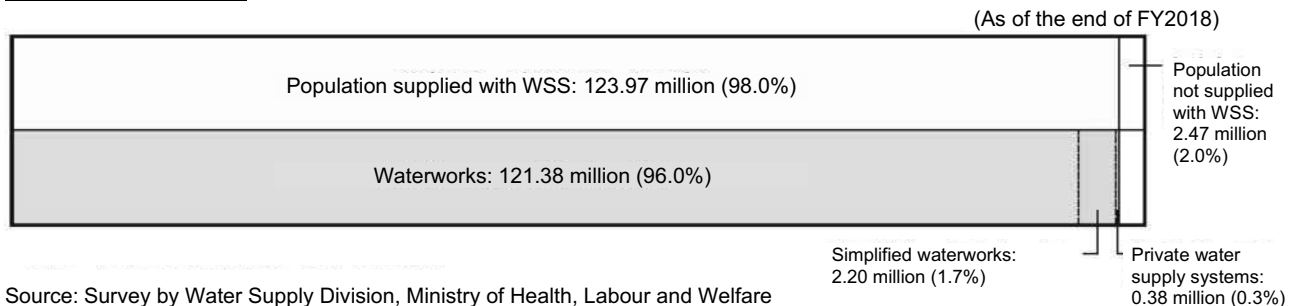 (As of the end of FY2018)
Population supplied with WSS: 123.97 million (98.0%)
Population
not supplied
with WSS:
2.47 million
(2.0%)
Waterworks: 121.38 million (96.0%)
Simplified waterworks:
2.20 million (1.7%)
Private water
supply systems:
0.38 million (0.3%)
Source: Survey by Water Supply Division, Ministry of Health, Labour and Welfare